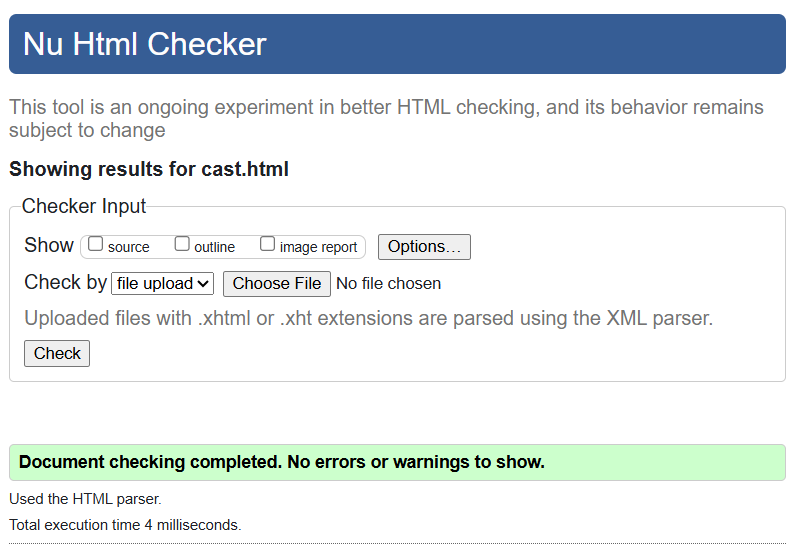 Nu Html Checker
This tool is an ongoing experiment in better HTML checking, and its behavior remains
subject to change
Showing results for cast.html
Checker Input
Show source outline image report Options...
Check by file upload Choose File No file chosen
Uploaded files with .xhtml or .xht extensions are parsed using the XML parser.
Check
Document checking completed. No errors or warnings to show.
Used the HTML parser.
Total execution time 4 milliseconds.